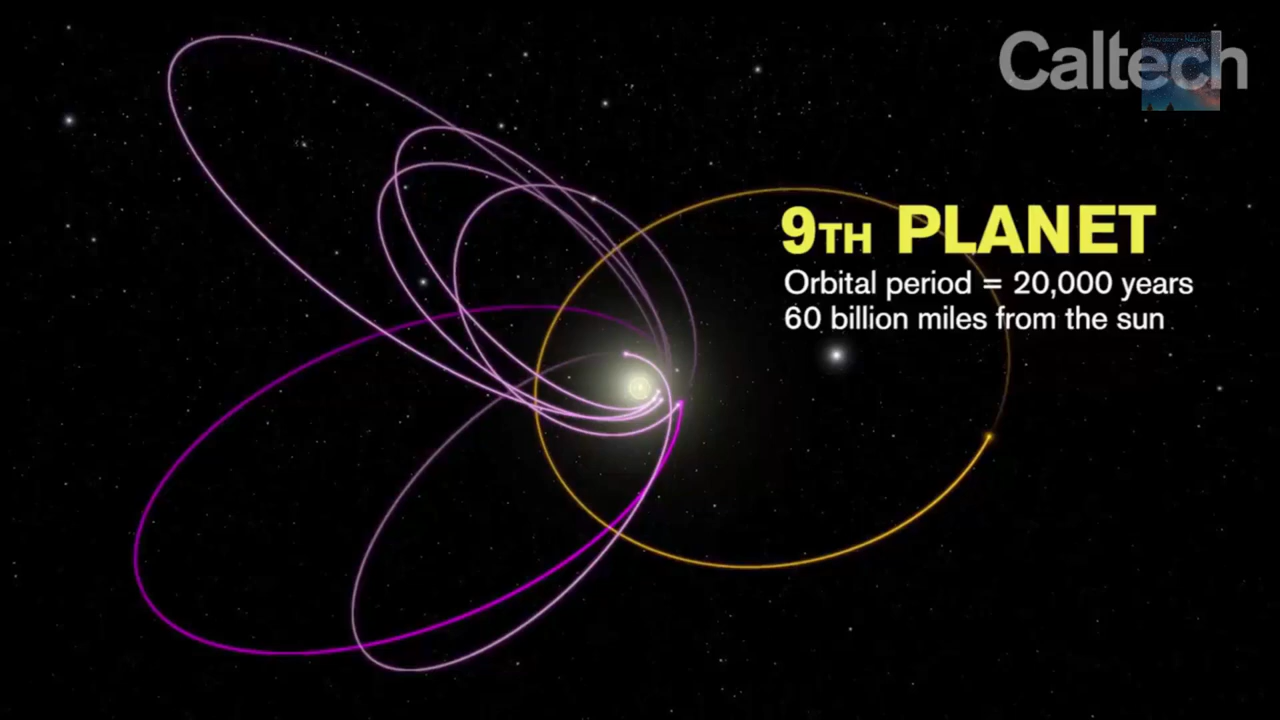 Caltech
9TH PLANET
Orbital period = 20,000 years
60 billion miles from the sun